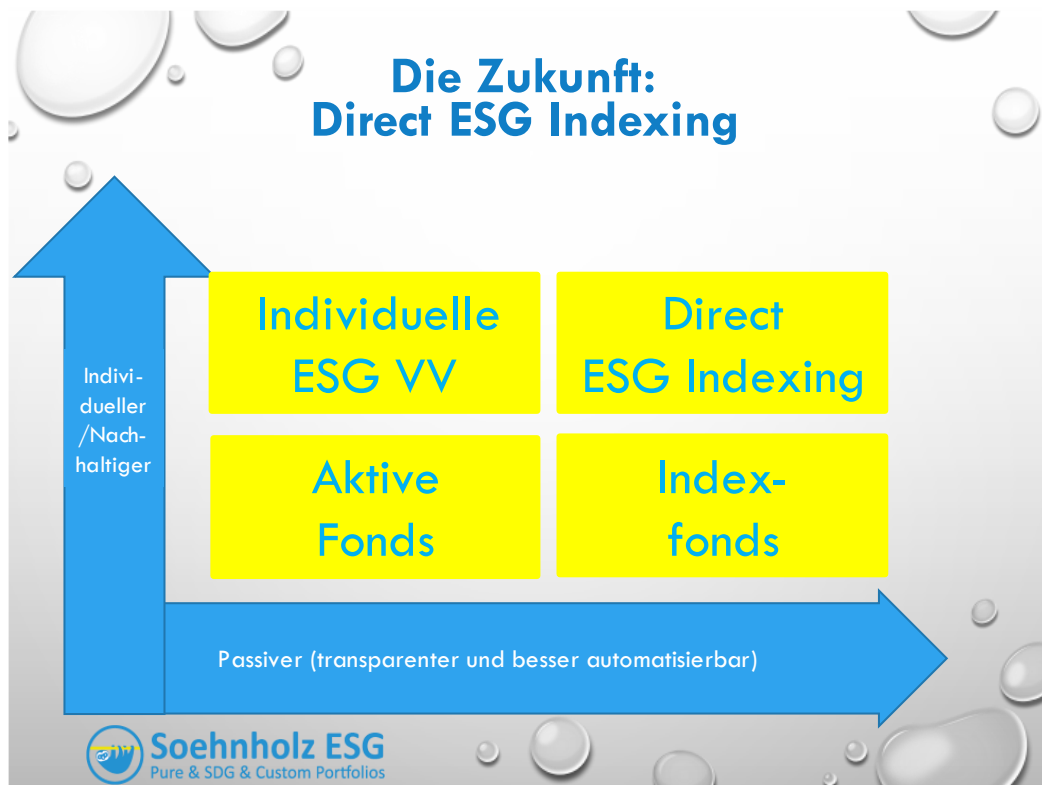 Die Zukunft:
Direct ESG Indexing
Indivi-
dueller
/Nach-
haltiger
Individuelle
ESG VV
Direct
ESG Indexing
Aktive
Fonds
Index-
fonds
Passiver (transparenter und besser automatisierbar)
Soehnholz ESG
Pure & SDG & Custom Portfolios